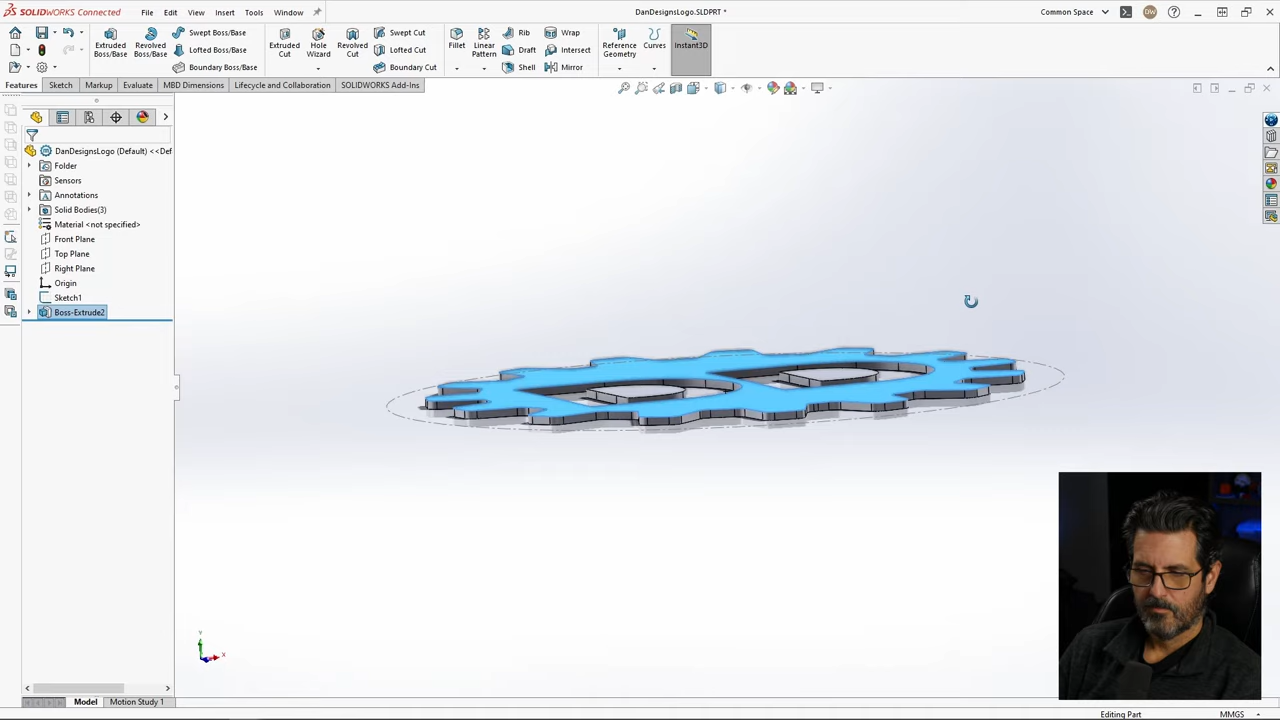 SOLIDWORKS Connected
File Edit View Insert Tools Window
DanDesignsLogo.SLDPRT *
Common Space
DW
Extruded Boss/Base
Revolved Boss/Base
Swept Boss/Base
Lofted Boss/Base
Boundary Boss/Base
Extruded Cut
Hole Wizard
Revolved Cut
Swept Cut
Lofted Cut
Boundary Cut
Fillet
Linear Pattern
Rib
Draft
Shell
Wrap
Intersect
Mirror
Reference Geometry
Curves
Instant3D
Features Sketch Markup Evaluate MBD Dimensions Lifecycle and Collaboration SOLIDWORKS Add-Ins
DanDesignsLogo (Default) <<Def
Folder
Sensors
Annotations
Solid Bodies(3)
Material <not specified>
Front Plane
Top Plane
Right Plane
Origin
Sketch1
Boss-Extrude2
Y
X
Model Motion Study 1
Editing Part MMGS